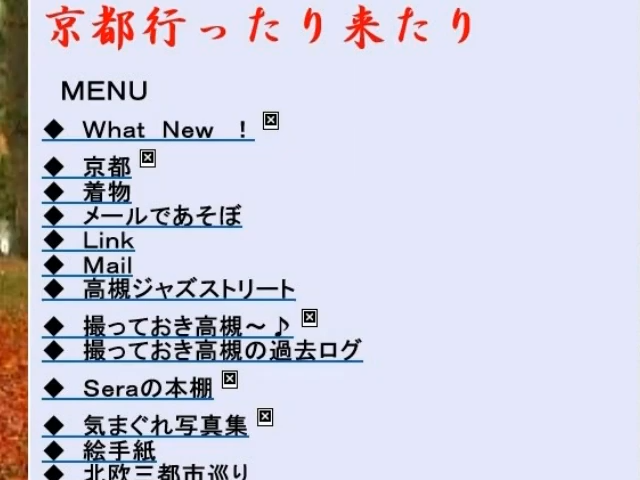 京都行ったり来たり
MENU
◆ What New !
◆ 京都
◆ 着物
◆ メールであそぼ
◆ Link
◆ Mail
◆ 高槻ジャズストリート
◆ 撮っておき高槻～♪
◆ 撮っておき高槻の過去ログ
◆ Seraの本棚
◆ 気まぐれ写真集
◆ 絵手紙
◆ 北欧三都市巡り